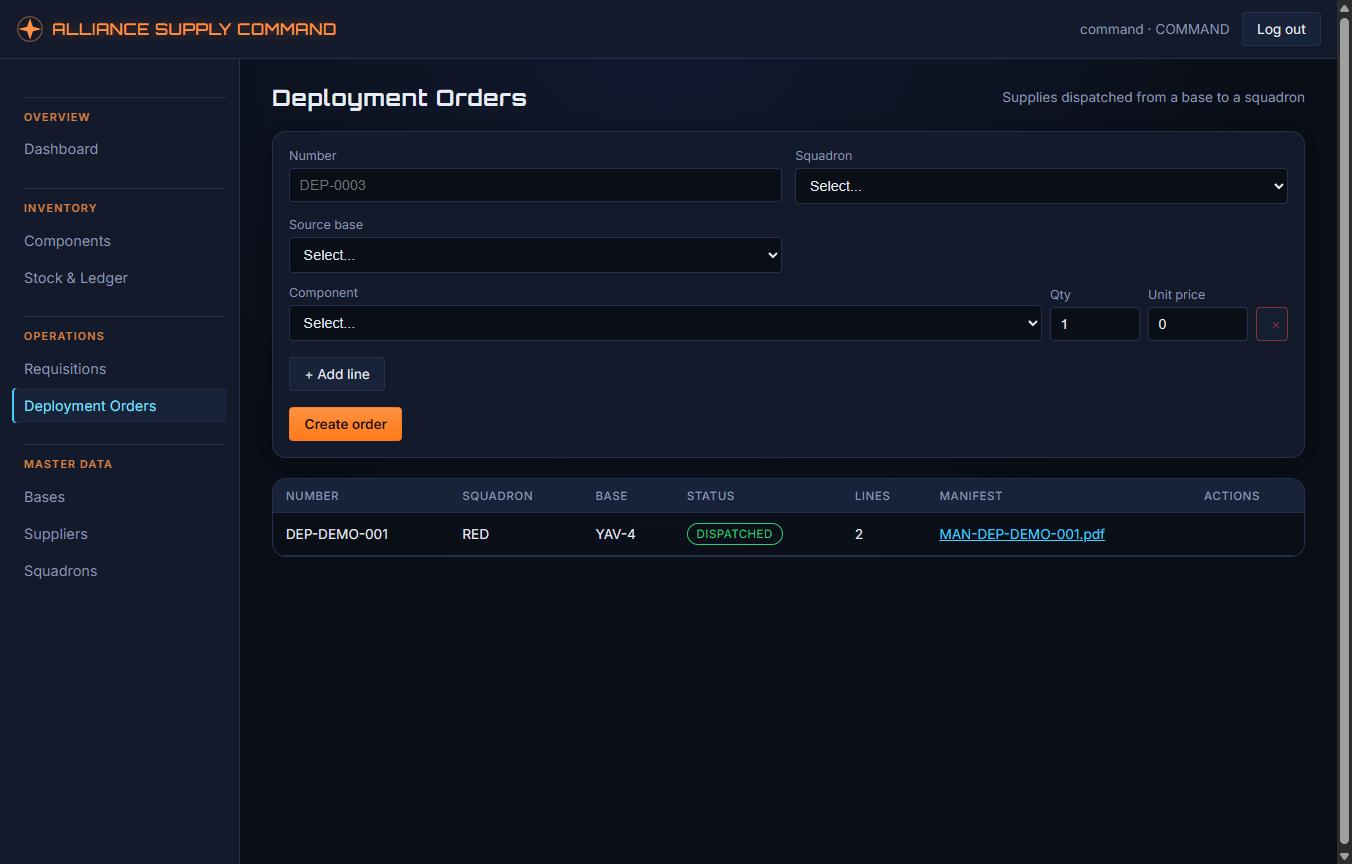 ALLIANCE SUPPLY COMMAND
command · COMMAND
Log out
OVERVIEW
Dashboard
INVENTORY
Components
Stock & Ledger
OPERATIONS
Requisitions
Deployment Orders
MASTER DATA
Bases
Suppliers
Squadrons
Deployment Orders
Supplies dispatched from a base to a squadron
Number
Squadron
DEP-0003
Select...
Source base
Select...
Component
Qty
Unit price
Select...
1
0
×
+ Add line
Create order
NUMBER SQUADRON BASE STATUS LINES MANIFEST ACTIONS
DEP-DEMO-001 RED YAV-4 DISPATCHED 2 MAN-DEP-DEMO-001.pdf